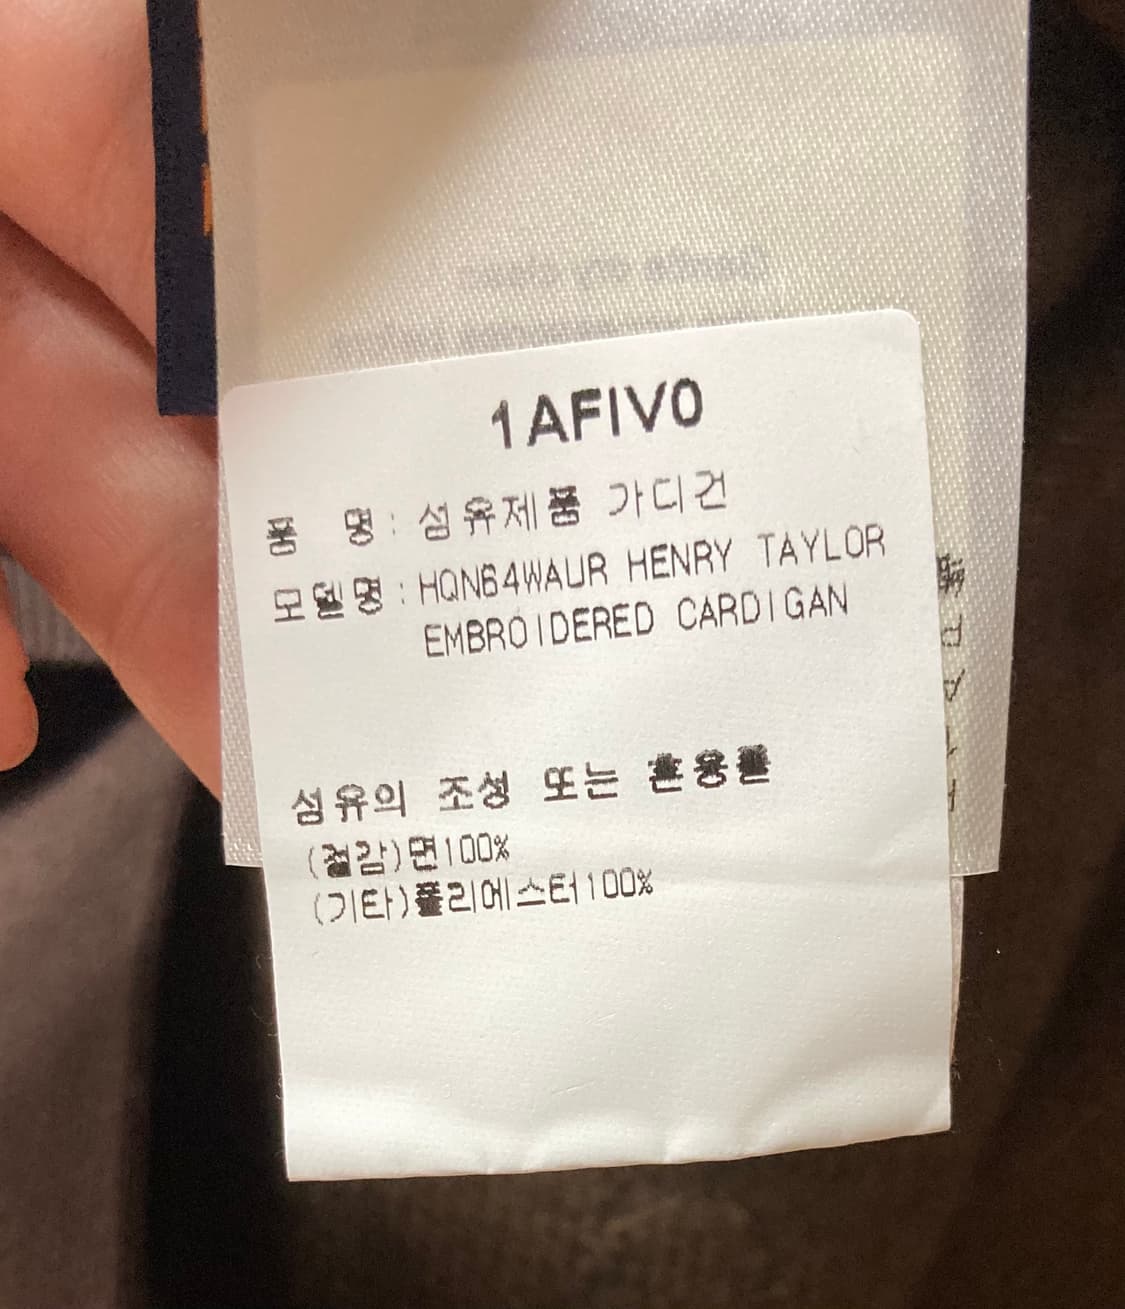 1AFIV0
품 명 : 섬유제품 가디건
모델명 : HQN64WAUR HENRY TAYLOR
EMBROIDERED CARDIGAN
섬유의 조성 또는 혼용률
(겉감)면100%
(기타)폴리에스터100%